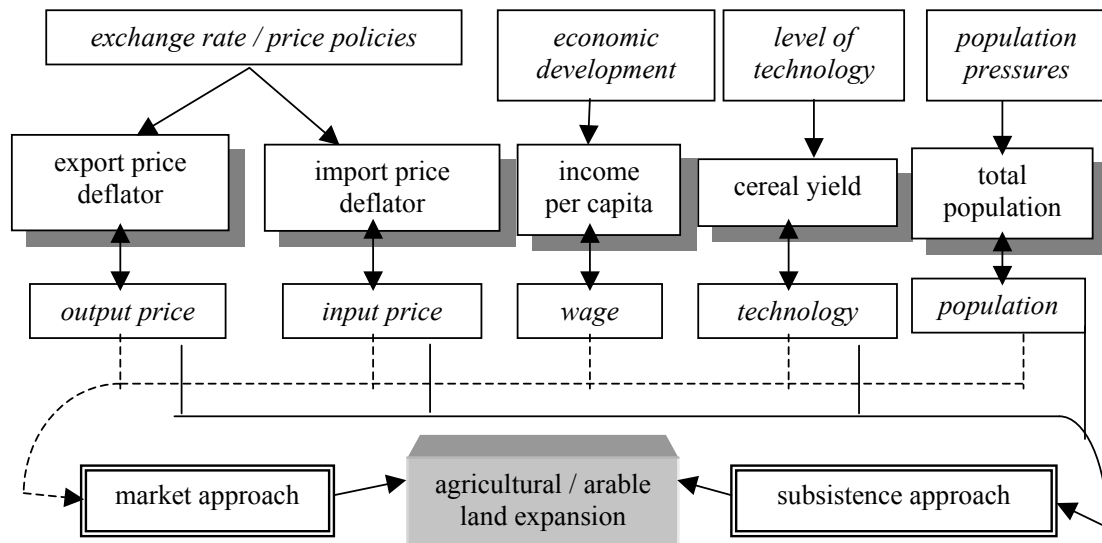 exchange rate / price policies
economic
development
level of
technology
population
pressures
export price
deflator
import price
deflator
income
per capita
cereal yield
total
population
output price
input price
wage
technology
population
market approach
agricultural / arable
land expansion
subsistence approach